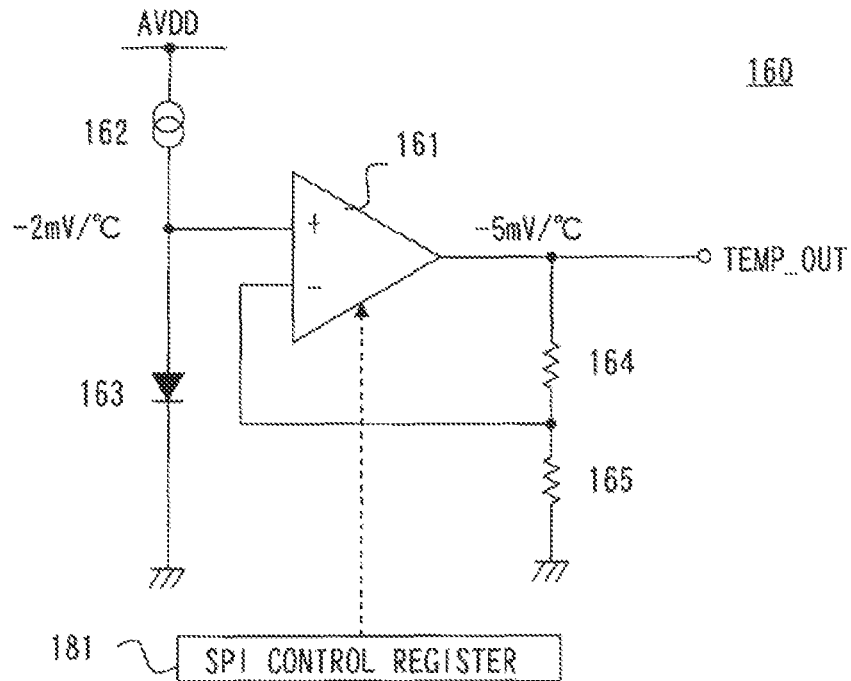 AVDD
160
162
161
-2mV/℃
+
-5mV/℃
TEMP_OUT
-
164
163
165
181
SPI CONTROL REGISTER